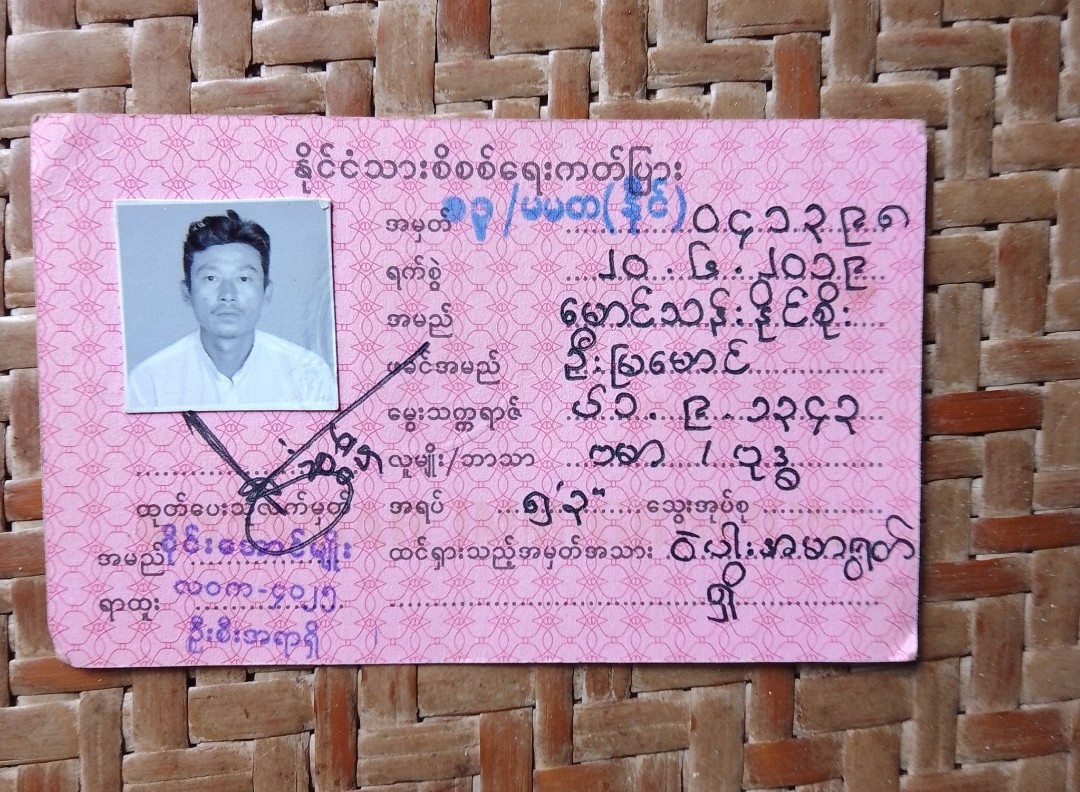 နိုင်ငံသားစိစစ်ရေးကတ်ပြား
အမှတ် /မမတ(နိုင်)၀၄၁၃၉၈
ရက်စွဲ ၂၀.၆.၂၀၁၉
အမည် မောင်သန်းနိုင်စိုး
ဖခင်အမည် ဦးမြမောင်
မွေးသက္ကရာဇ် ၉.၁၃၄၃
လူမျိုး/ဘာသာ ဗမာ / ဗုဒ္ဓ
အရပ် ၅'၃" သွေးအုပ်စု
ထင်ရှားသည့်အမှတ်အသား ဝဲပါးအမာရွတ်
ရှိ
ထုတ်ပေးသူလက်မှတ်
အမည် စိုင်းအောင်မျိုး
ရာထူး လဝက-၄၀၂၅
ဦးစီးအရာရှိ